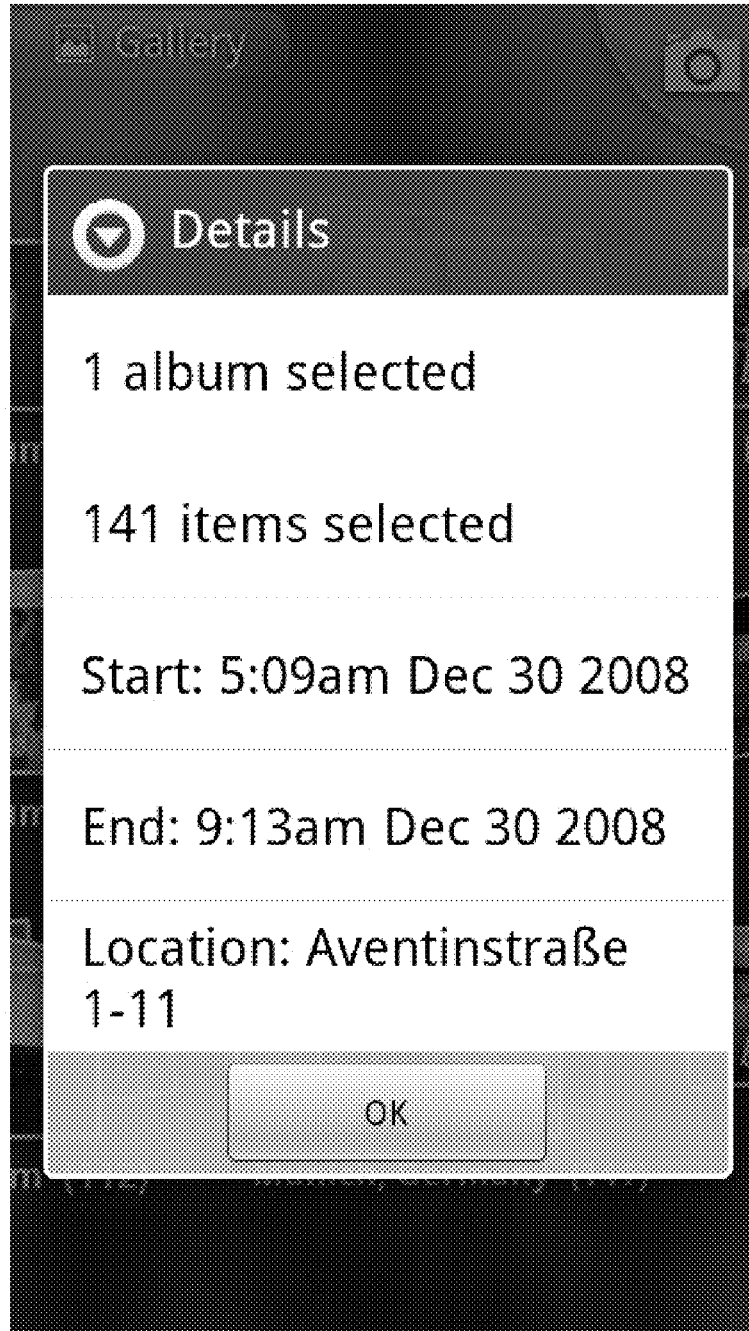 Gallery
Details
1 album selected
141 items selected
Start: 5:09am Dec 30 2008
End: 9:13am Dec 30 2008
Location: Aventinstraße
1-11
OK